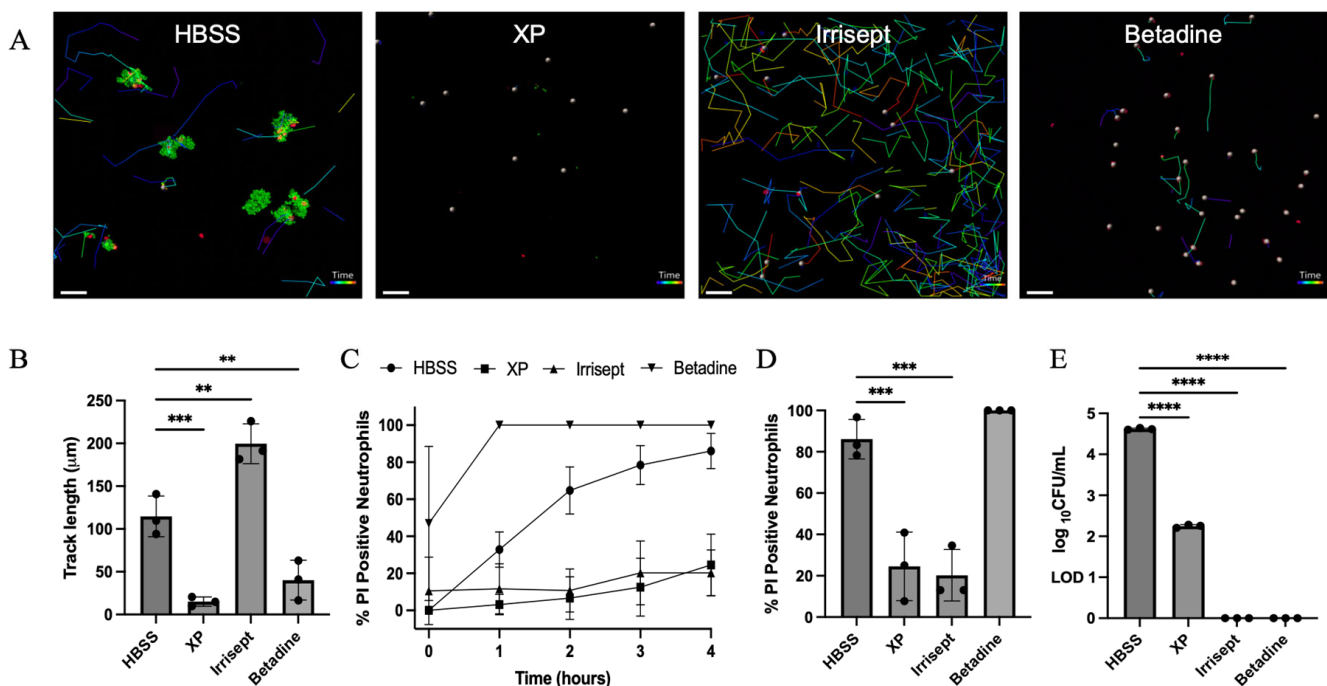 A
HBSS
XP
Irrisept
Betadine
Time
Time
Time
Time
B
Track length (μm)
250
200
150
100
50
0
**
**
***
HBSS
XP
Irrisept
Betadine
C
HBSS
XP
Irrisept
Betadine
% PI Positive Neutrophils
100
80
60
40
20
0
0
1
2
3
4
Time (hours)
D
% PI Positive Neutrophils
100
80
60
40
20
0
***
***
HBSS
XP
Irrisept
Betadine
E
log 10CFU/mL
5
4
3
2
LOD 1
0
****
****
****
HBSS
XP
Irrisept
Betadine